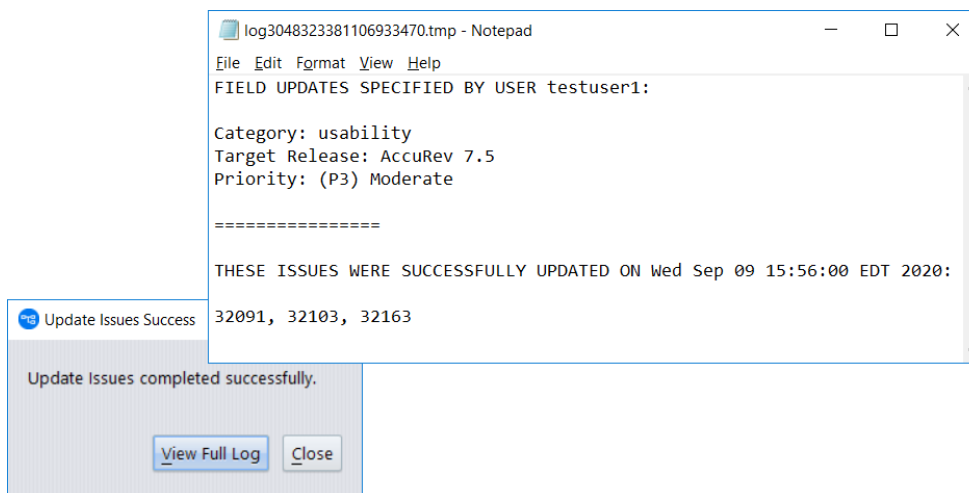 log3048323381106933470.tmp - Notepad
File Edit Format View Help
FIELD UPDATES SPECIFIED BY USER testuser1:
Category: usability
Target Release: AccuRev 7.5
Priority: (P3) Moderate
================
THESE ISSUES WERE SUCCESSFULLY UPDATED ON Wed Sep 09 15:56:00 EDT 2020:
32091, 32103, 32163
Update Issues Success
Update Issues completed successfully.
View Full Log Close